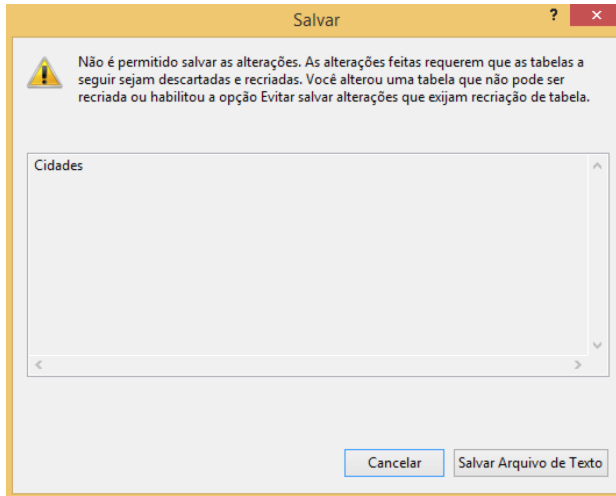 Salvar
?
Não é permitido salvar as alterações. As alterações feitas requerem que as tabelas a
seguir sejam descartadas e recriadas. Você alterou uma tabela que não pode ser
recriada ou habilitou a opção Evitar salvar alterações que exijam recriação de tabela.
Cidades
Cancelar
Salvar Arquivo de Texto